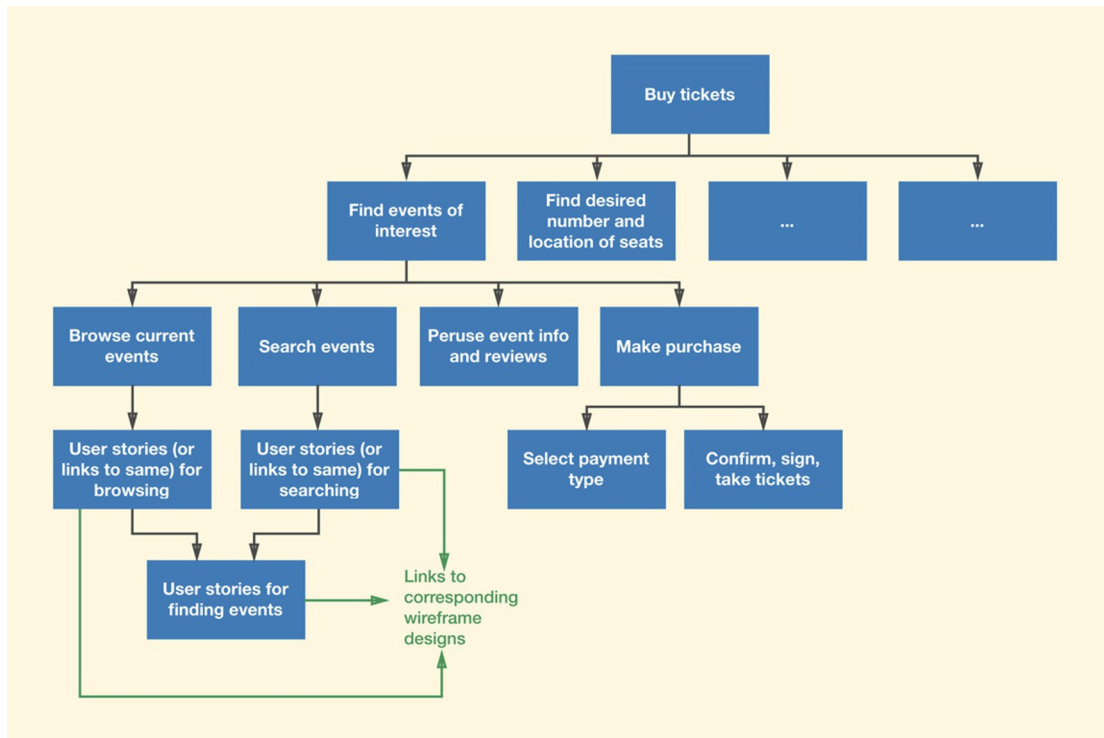 Buy tickets
Find events of
interest
Find desired
number and
location of seats
...
...
Browse current
events
Search events
Peruse event info
and reviews
Make purchase
User stories (or
links to same) for
browsing
User stories (or
links to same) for
searching
Select payment
type
Confirm, sign,
take tickets
User stories for
finding events
Links to
corresponding
wireframe
designs